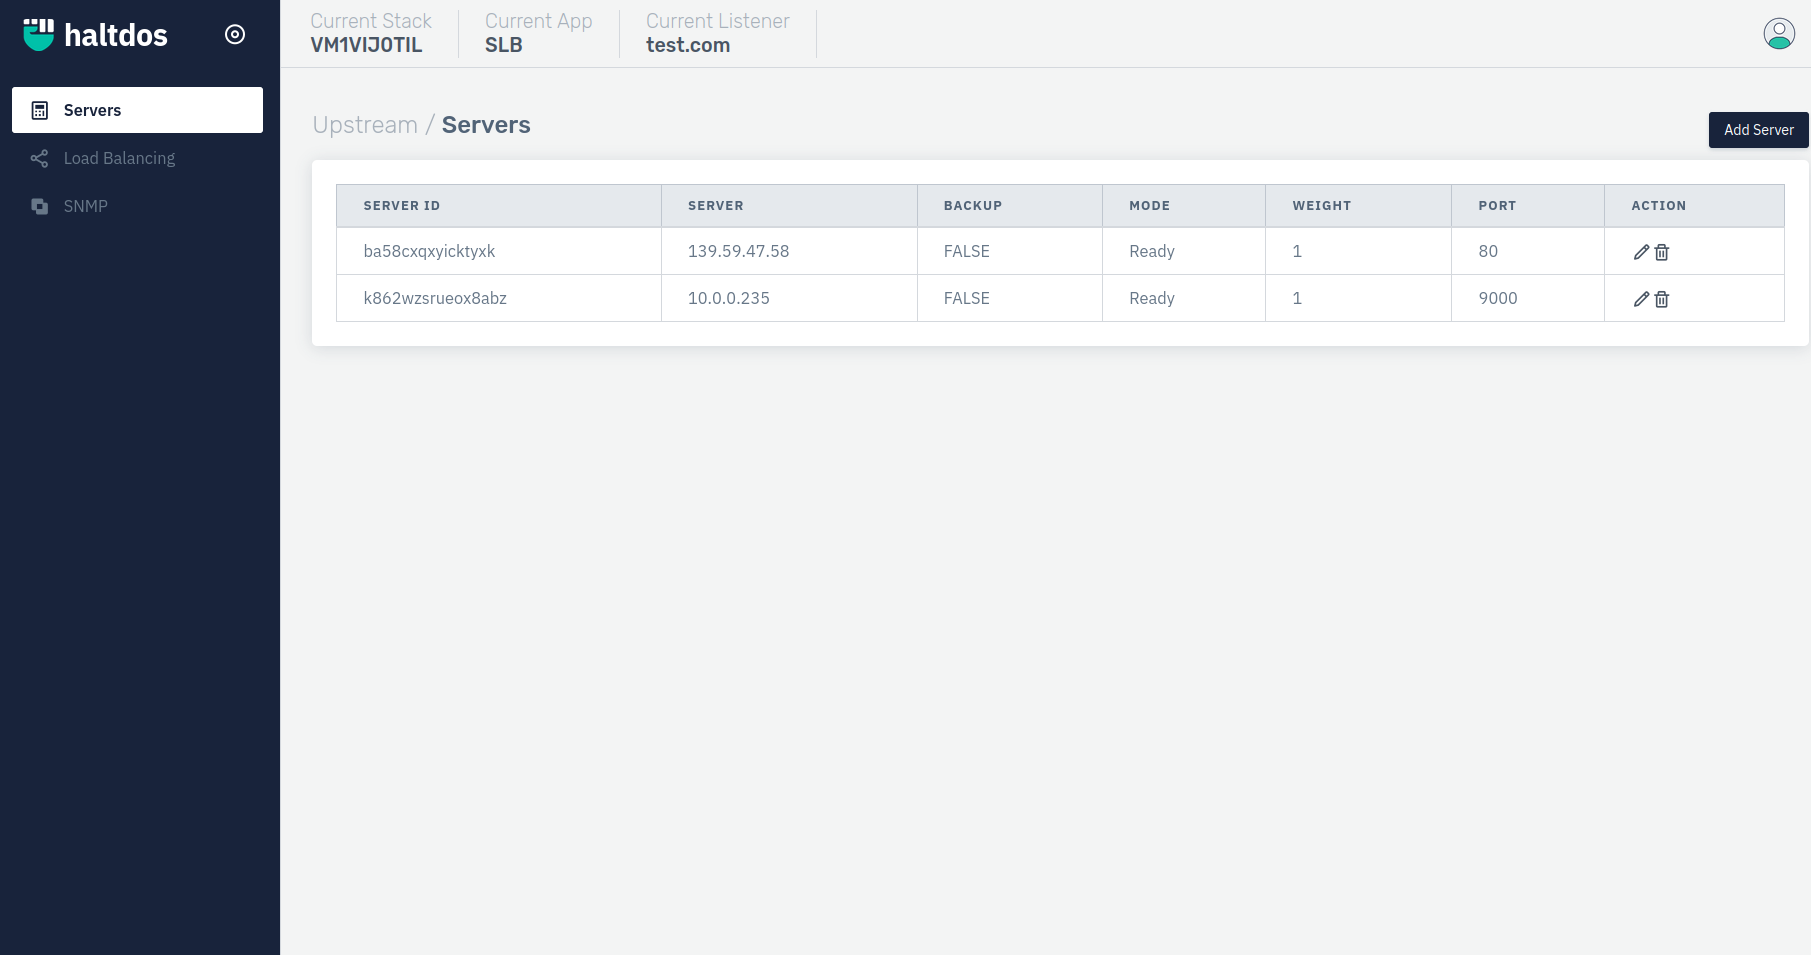 haltdos
Current Stack
VM1VIJ0TIL
Current App
SLB
Current Listener
test.com
Servers
Load Balancing
SNMP
Upstream / Servers
Add Server
SERVER ID SERVER BACKUP MODE WEIGHT PORT ACTION
ba58cxqxyicktyxk 139.59.47.58 FALSE Ready 1 80
k862wzsrueox8abz 10.0.0.235 FALSE Ready 1 9000